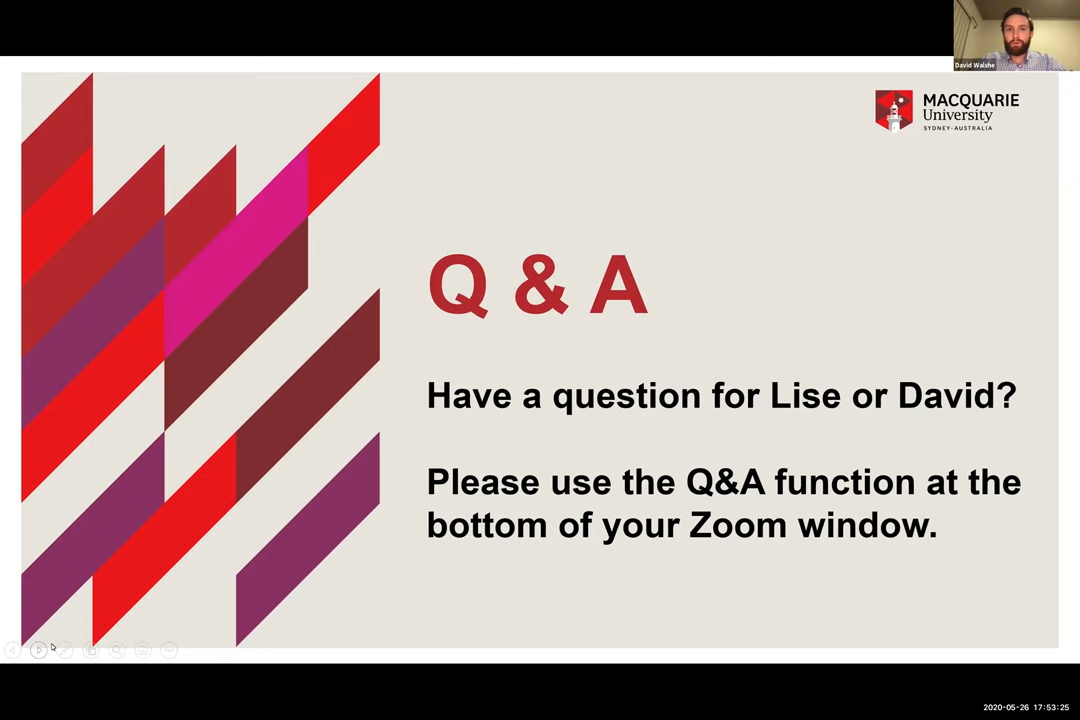 David Walshe
MACQUARIE
University
SYDNEY·AUSTRALIA
Q & A
Have a question for Lise or David?
Please use the Q&A function at the
bottom of your Zoom window.
2020-05-26 17:53:25